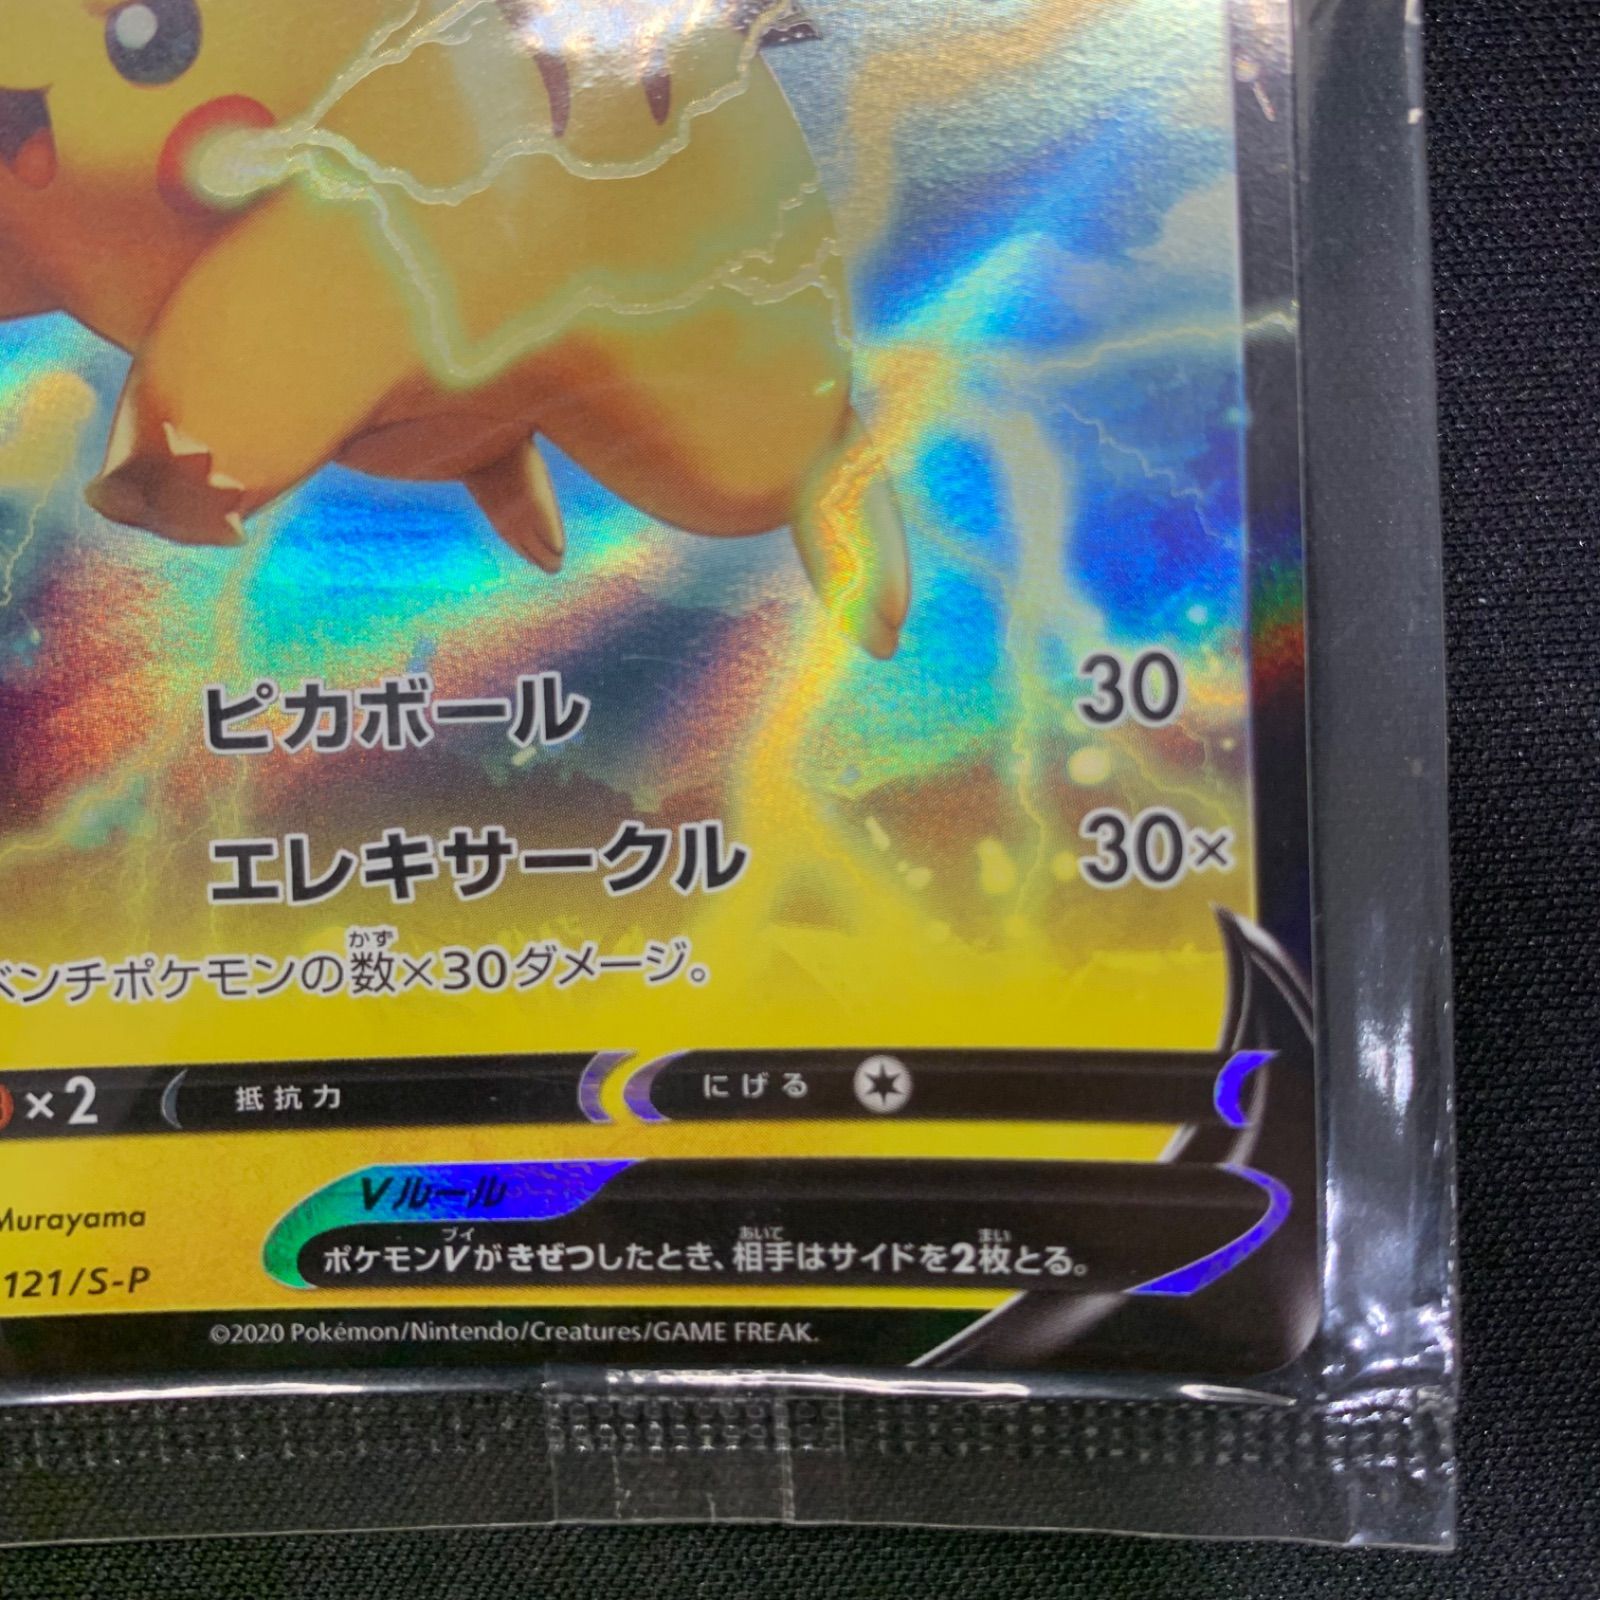 ピカボール 30
エレキサークル 30×
ベンチポケモンの数×30ダメージ。
かず
×2 抵抗力 にげる
Murayama
Vルール
ポケモンVがきぜつしたとき、相手はサイドを2枚とる。
ブイ あいて まい
121/S-P
©2020 Pokémon/Nintendo/Creatures/GAME FREAK.